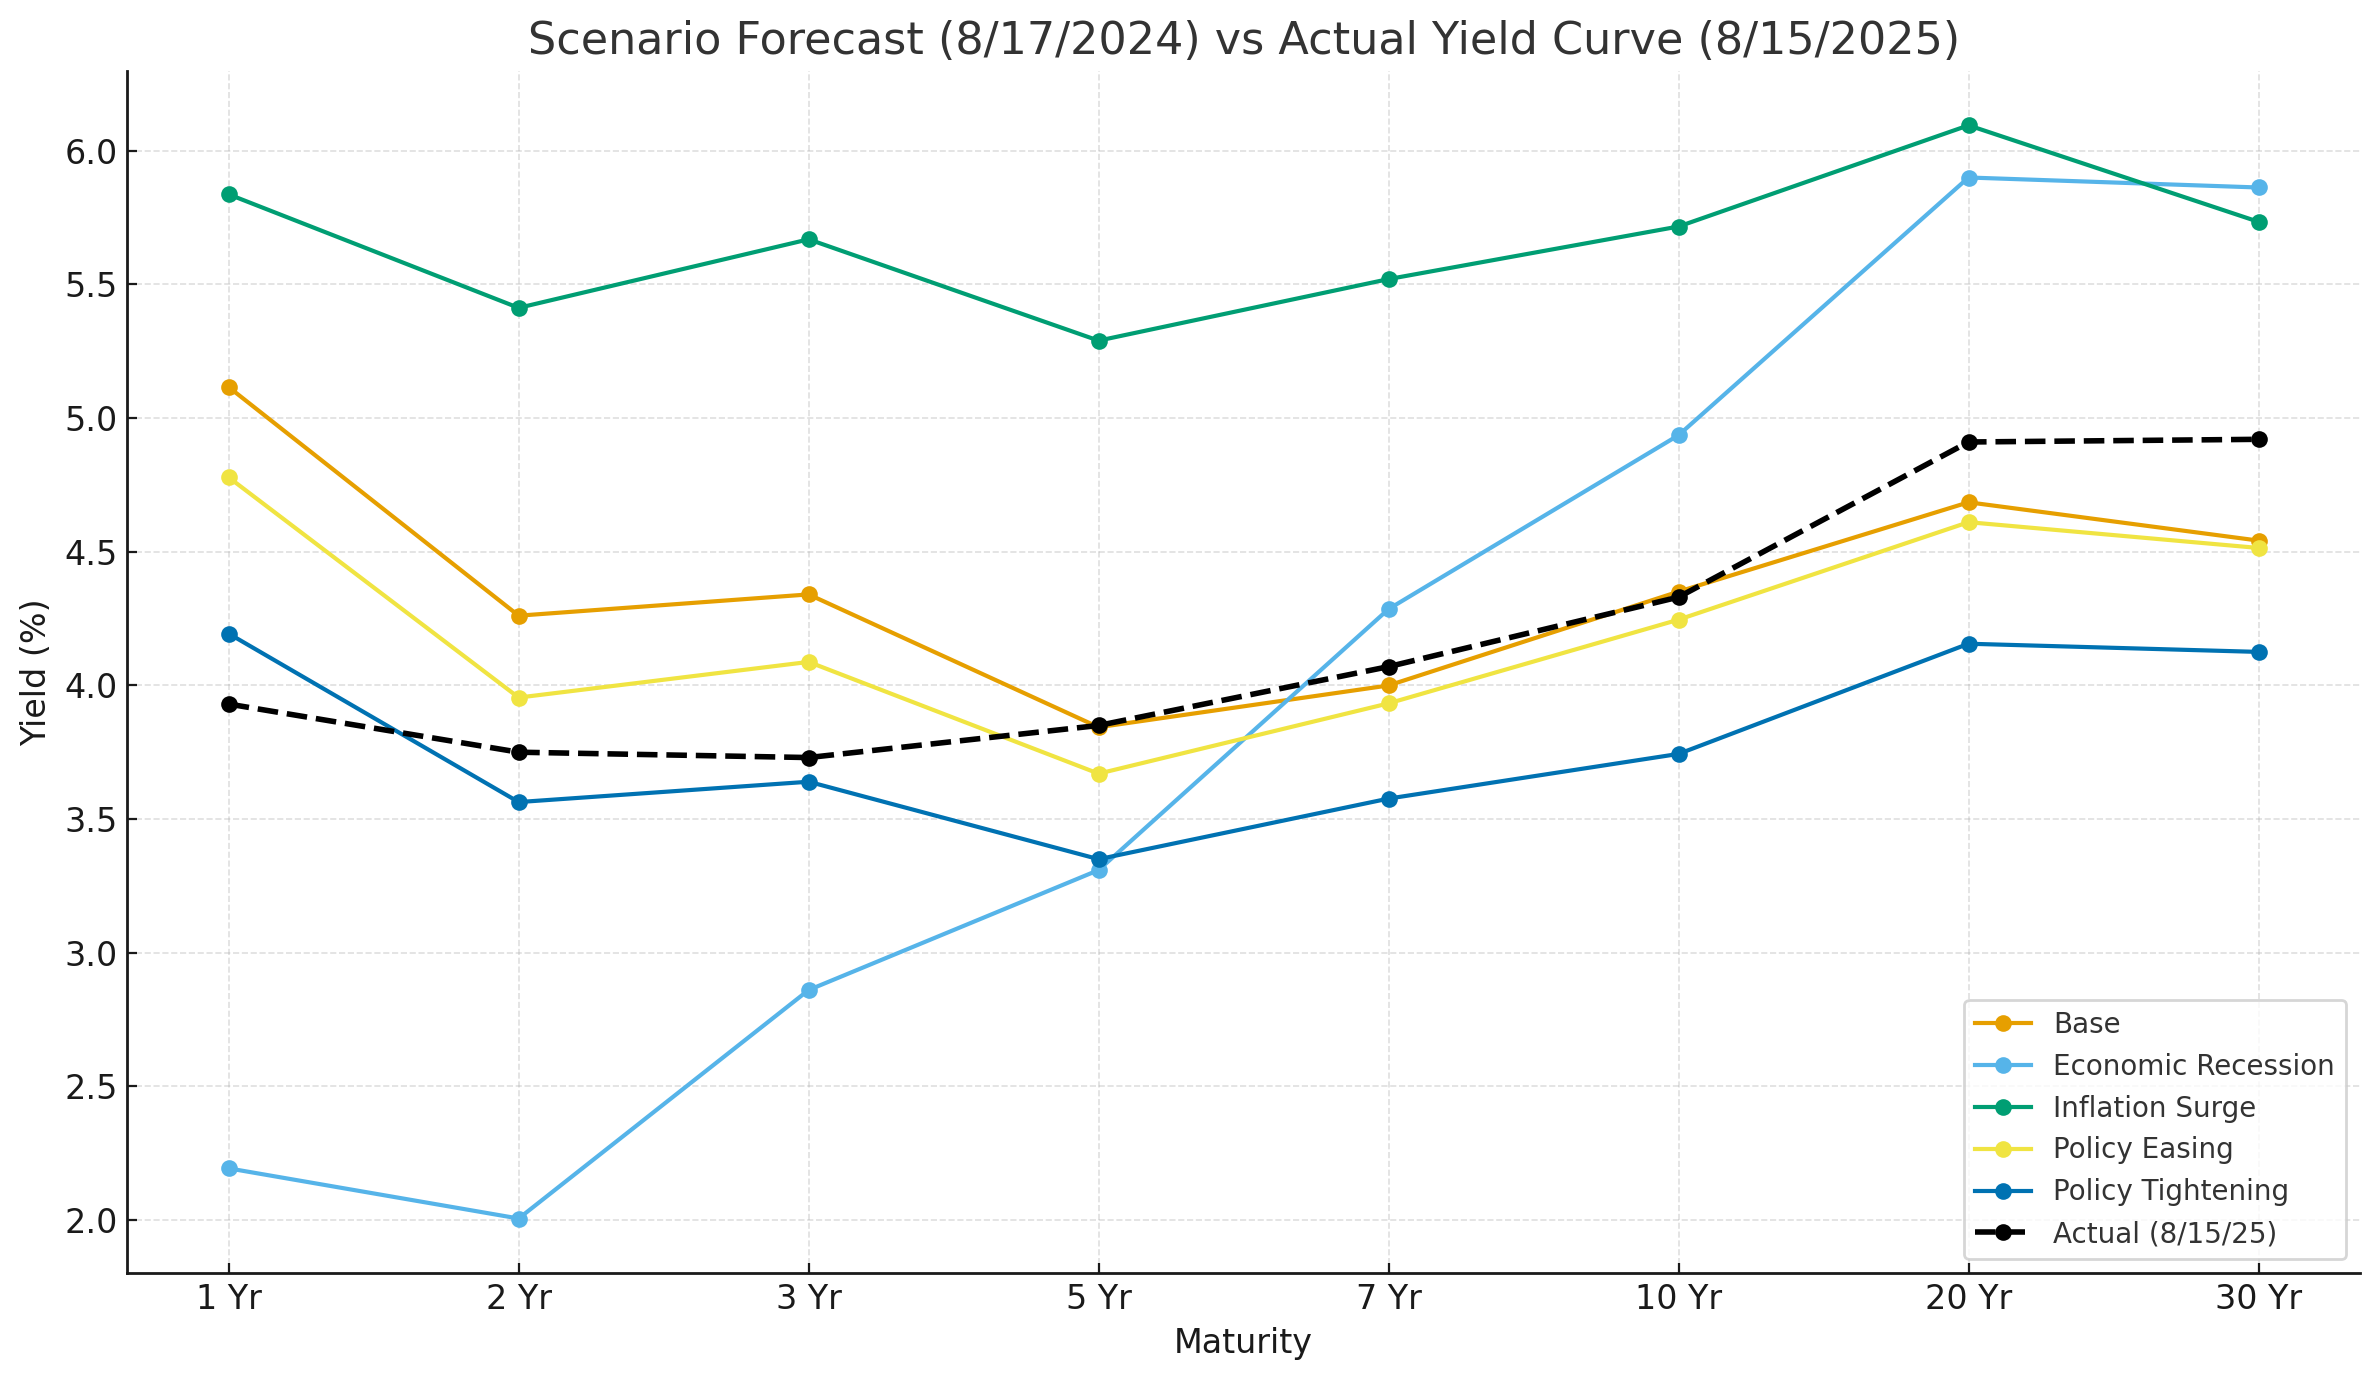 Scenario Forecast (8/17/2024) vs Actual Yield Curve (8/15/2025)
Yield (%)
6.0
5.5
5.0
4.5
4.0
3.5
3.0
2.5
2.0
Base
Economic Recession
Inflation Surge
Policy Easing
Policy Tightening
Actual (8/15/25)
1 Yr 2 Yr 3 Yr 5 Yr 7 Yr 10 Yr 20 Yr 30 Yr
Maturity